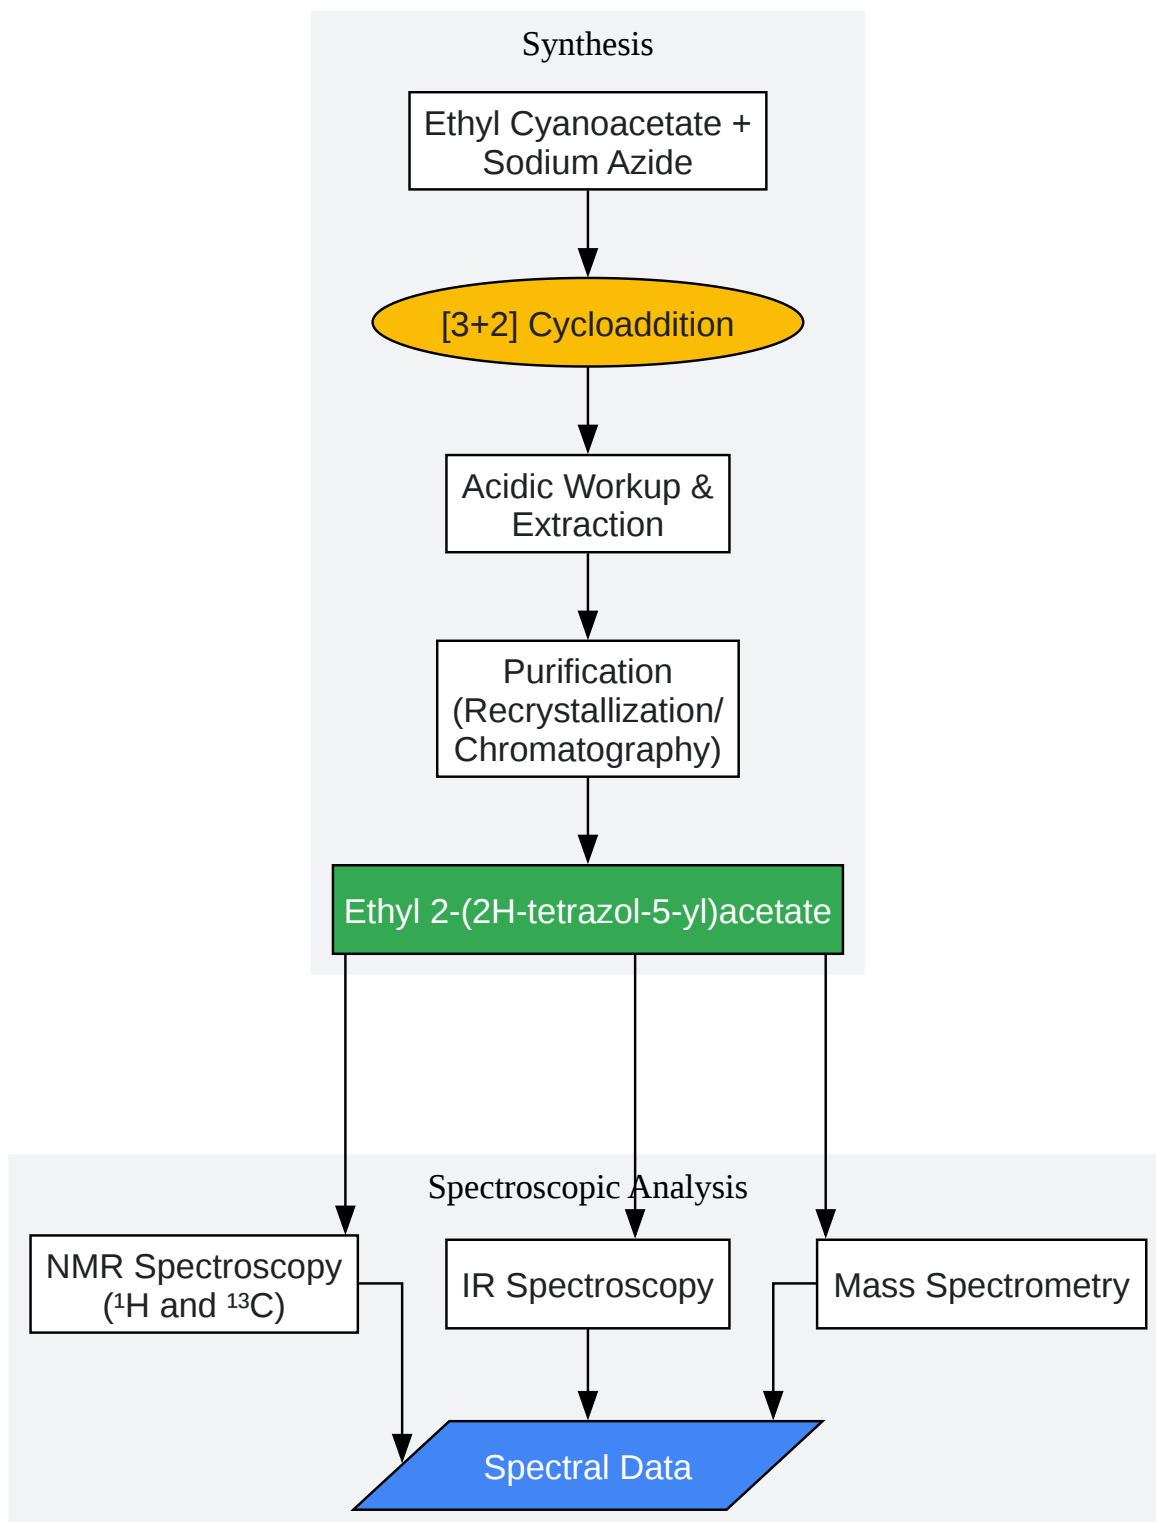 Synthesis
Ethyl Cyanoacetate +
Sodium Azide
[3+2] Cycloaddition
Acidic Workup &
Extraction
Purification
(Recrystallization/
Chromatography)
Ethyl 2-(2H-tetrazol-5-yl)acetate
Spectroscopic Analysis
NMR Spectroscopy
(¹H and ¹³C)
IR Spectroscopy
Mass Spectrometry
Spectral Data